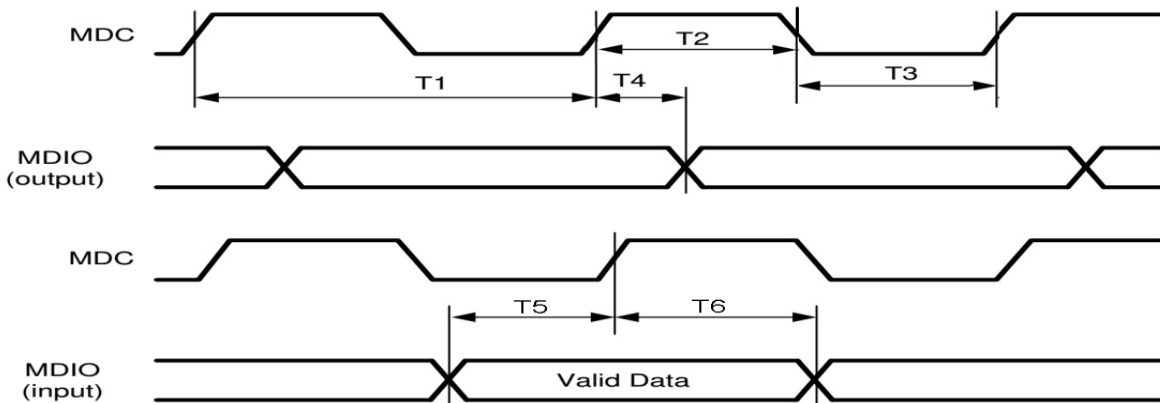 MDC
T2
T3
T1
T4
MDIO
(output)
MDC
T5
T6
MDIO
(input)
Valid Data